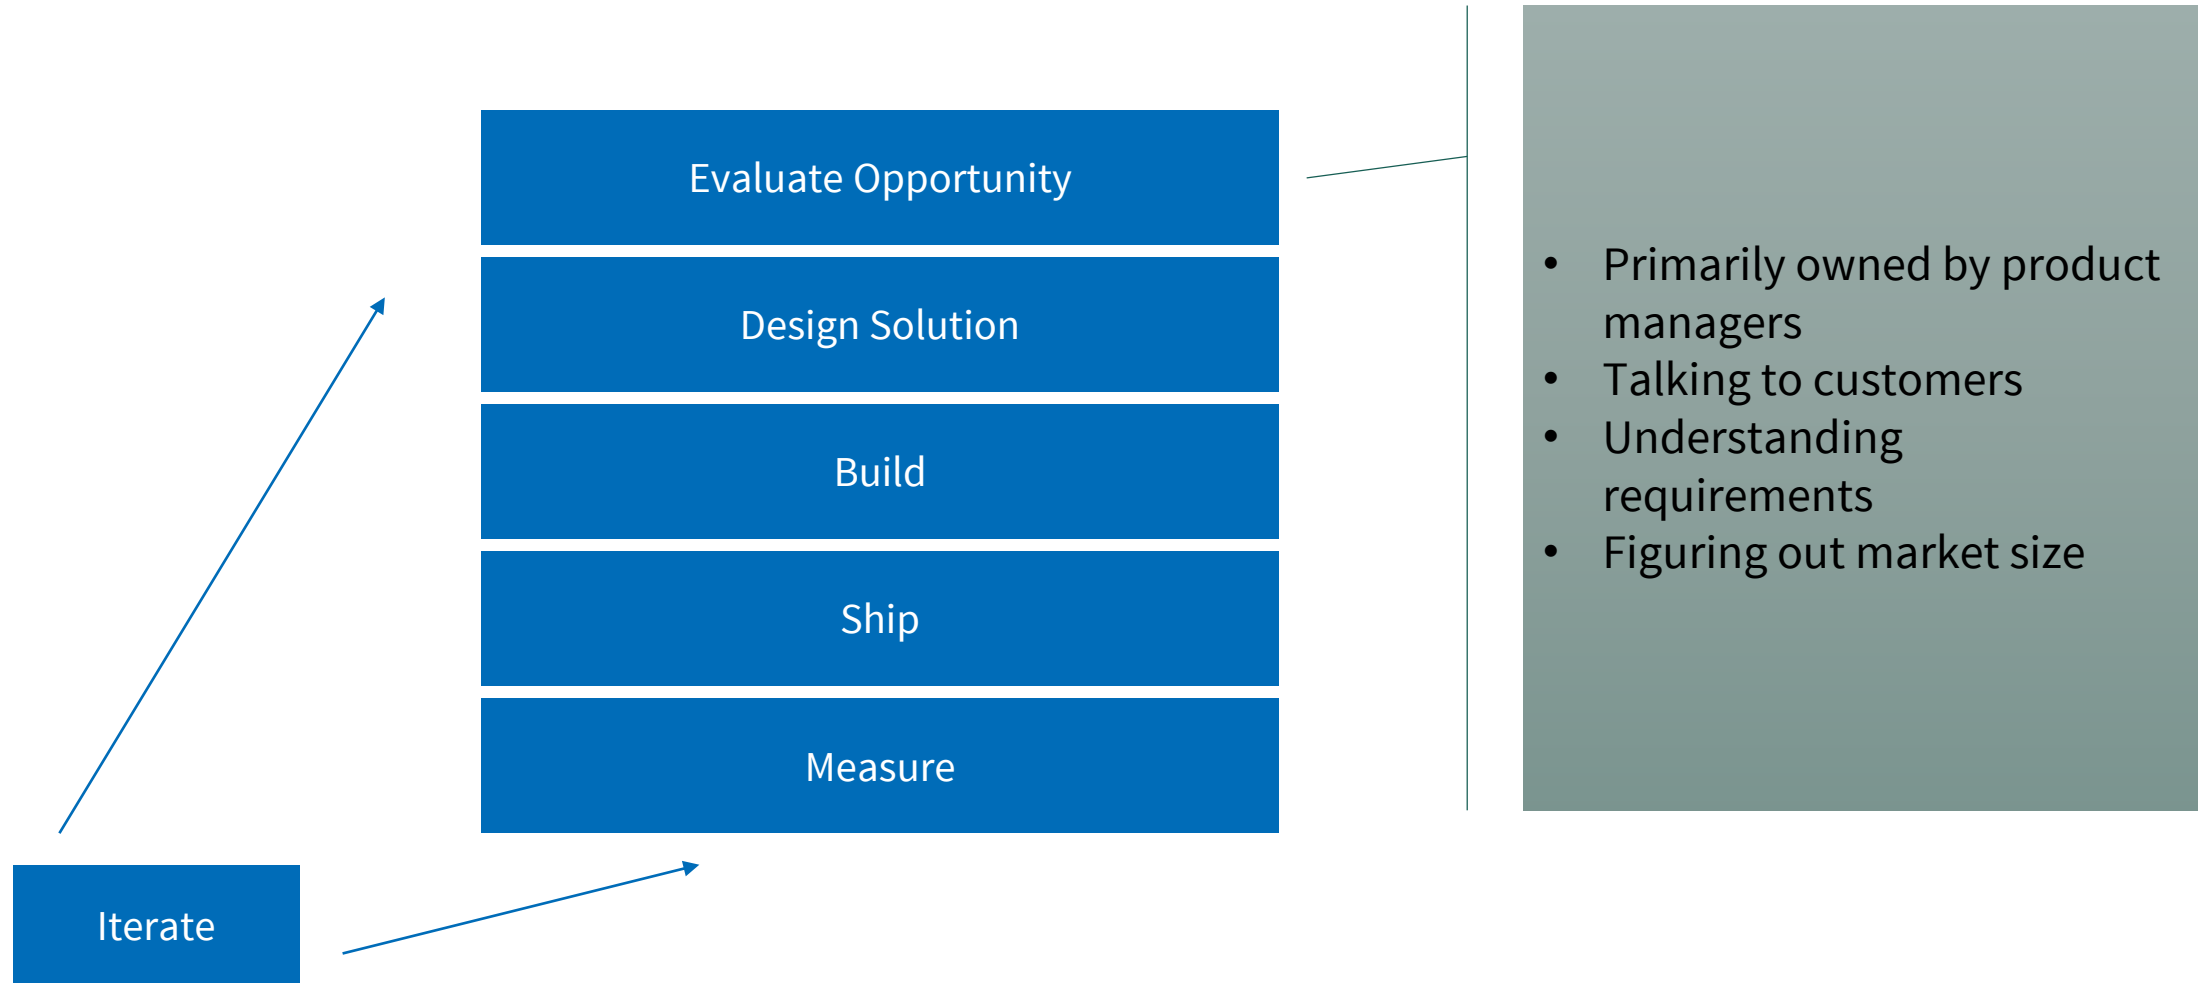 Evaluate Opportunity
Design Solution
Build
Ship
Measure
Iterate
• Primarily owned by product
managers
• Talking to customers
• Understanding
requirements
• Figuring out market size